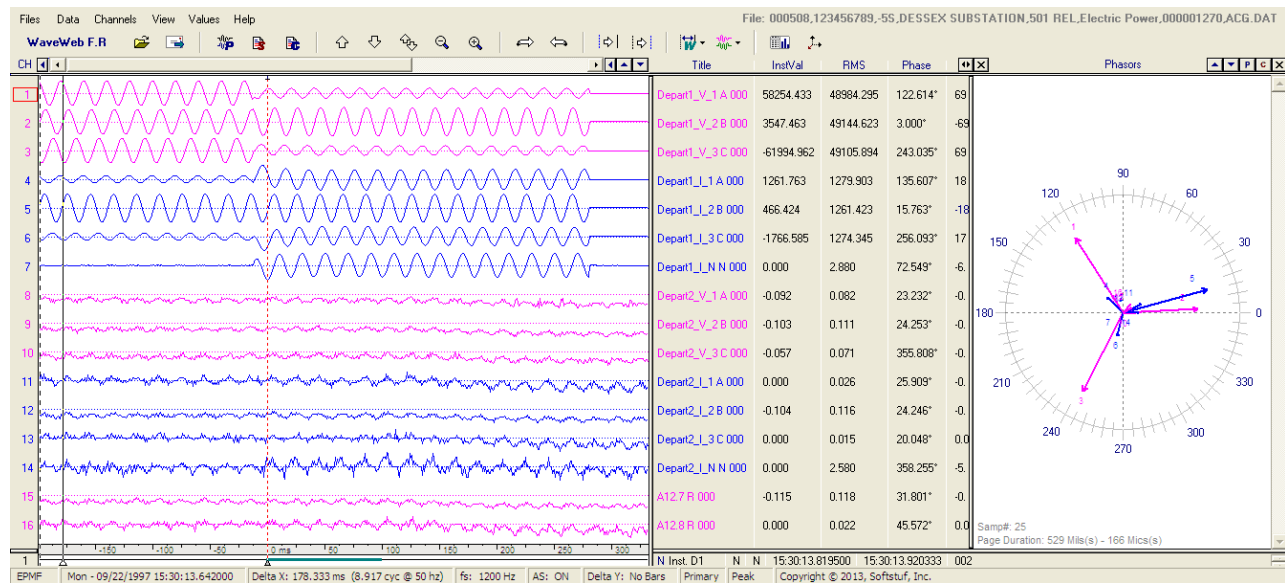 Files Data Channels View Values Help File: 000508,123456789,-5S,DESSEX SUBSTATION,501 REL,Electric Power,000001270,ACG.DAT
WaveWeb F.R
CH Title InstVal RMS Phase Phasors P C X
1 Depart1_V_1 A 000 58254.433 48984.295 122.614° 69
2 Depart1_V_2 B 000 3547.463 49144.623 3.000° -69
3 Depart1_V_3 C 000 -61994.962 49105.894 243.035° 69
4 Depart1_I_1 A 000 1261.763 1279.903 135.607° 18
5 Depart1_I_2 B 000 466.424 1261.423 15.763° -18
6 Depart1_I_3 C 000 -1766.585 1274.345 256.093° 17
7 Depart1_I_N N 000 0.000 2.880 72.549° -6.
8 Depart2_V_1 A 000 -0.092 0.082 23.232° -0.
9 Depart2_V_2 B 000 -0.103 0.111 24.253° -0.
10 Depart2_V_3 C 000 -0.057 0.071 355.808° -0.
11 Depart2_I_1 A 000 0.000 0.026 25.909° -0.
12 Depart2_I_2 B 000 -0.104 0.116 24.246° -0.
13 Depart2_I_3 C 000 0.000 0.015 20.048° 0.0
14 Depart2_I_N N 000 0.000 2.580 358.255° -5.
15 A12.7 R 000 -0.115 0.118 31.801° -0.
16 A12.8 R 000 0.000 0.022 45.572° 0.0
90
120 60
150 30
180 0
210 330
240 300
270
1 5 2 3 6 7
Samp#: 25
Page Duration: 529 Mils(s) - 166 Mics(s)
-150 -100 -50 0 ms 50 100 150 200 250 300
1 N Inst. D1 N N 15:30:13.819500 15:30:13.920333 002
EPMF Mon - 09/22/1997 15:30:13.642000 Delta X: 178.333 ms (8.917 cyc @ 50 hz) fs: 1200 Hz AS: ON Delta Y: No Bars Primary Peak Copyright © 2013, Softstuf, Inc.